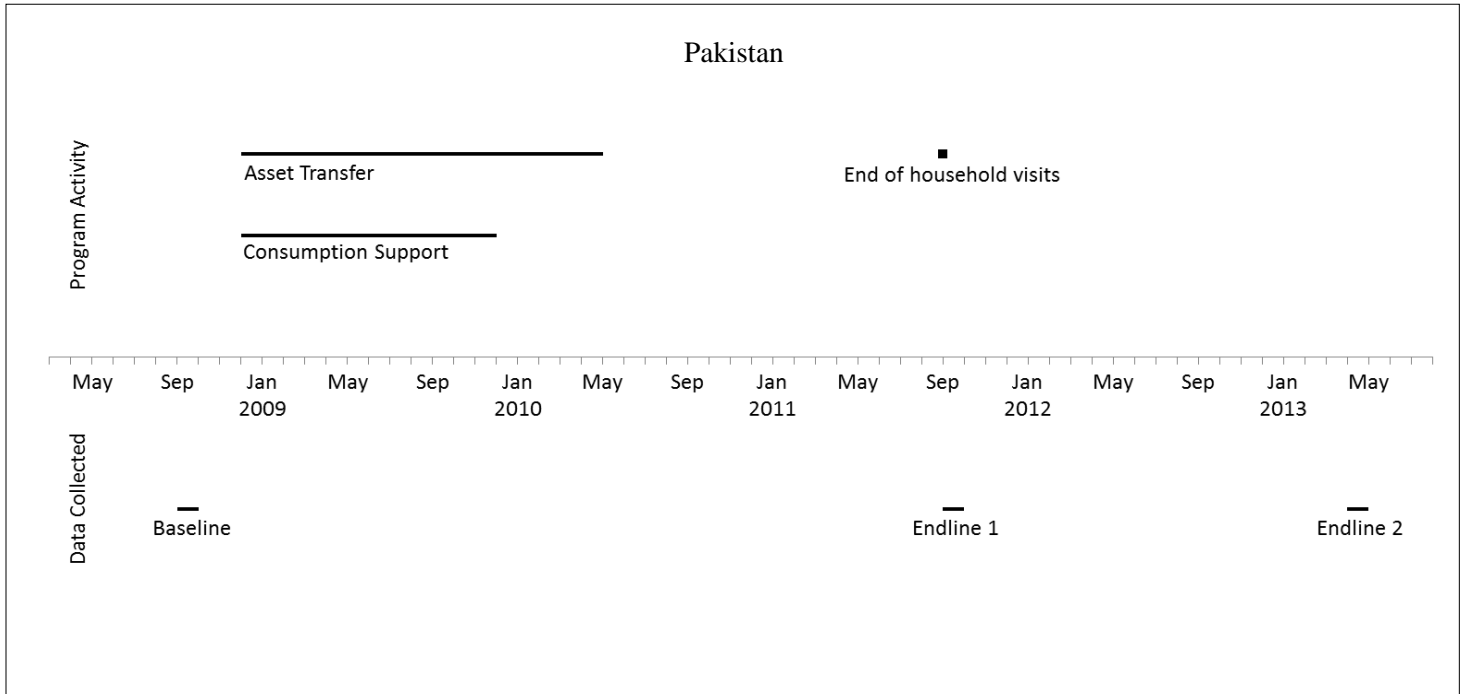 Pakistan
Program Activity
Asset Transfer
End of household visits
Consumption Support
May Sep Jan May Sep Jan May Sep Jan May Sep Jan May Sep Jan May
2009 2010 2011 2012 2013
Data Collected
Baseline Endline 1 Endline 2